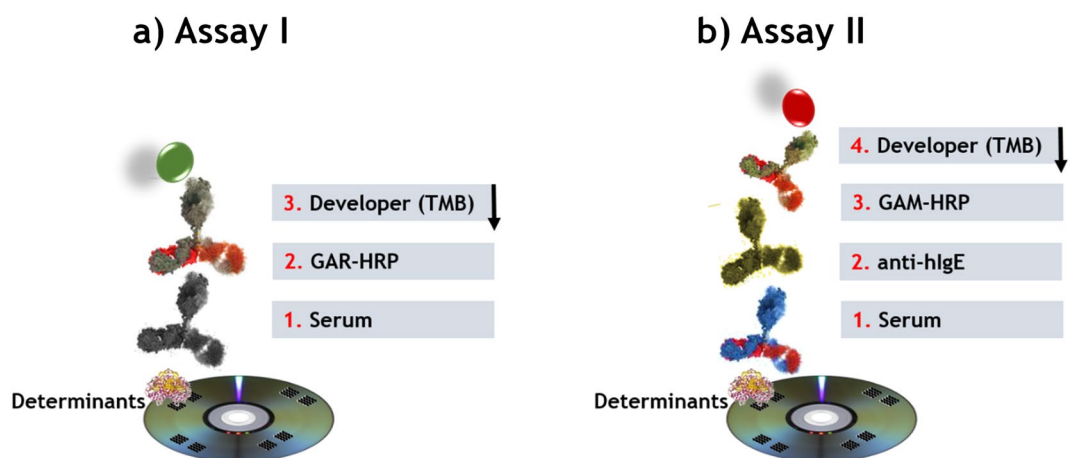 a) Assay I
3. Developer (TMB)
2. GAR-HRP
1. Serum
Determinants
b) Assay II
4. Developer (TMB)
3. GAM-HRP
2. anti-hIgE
1. Serum
Determinants